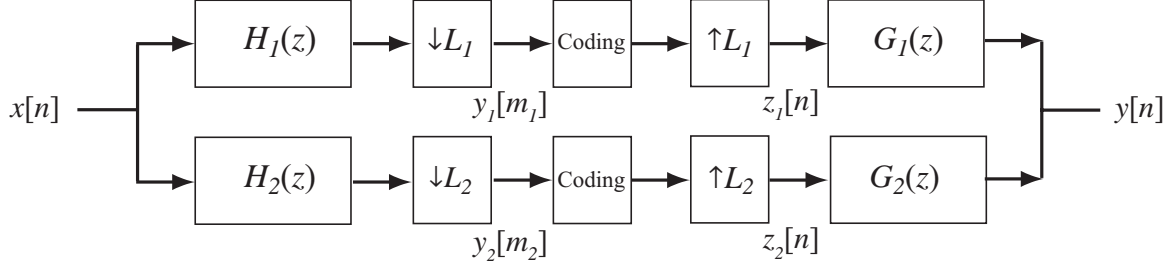 H₁(z) ↓L₁ Coding ↑L₁ G₁(z)
y₁[m₁] z₁[n]
x[n] y[n]
H₂(z) ↓L₂ Coding ↑L₂ G₂(z)
y₂[m₂] z₂[n]